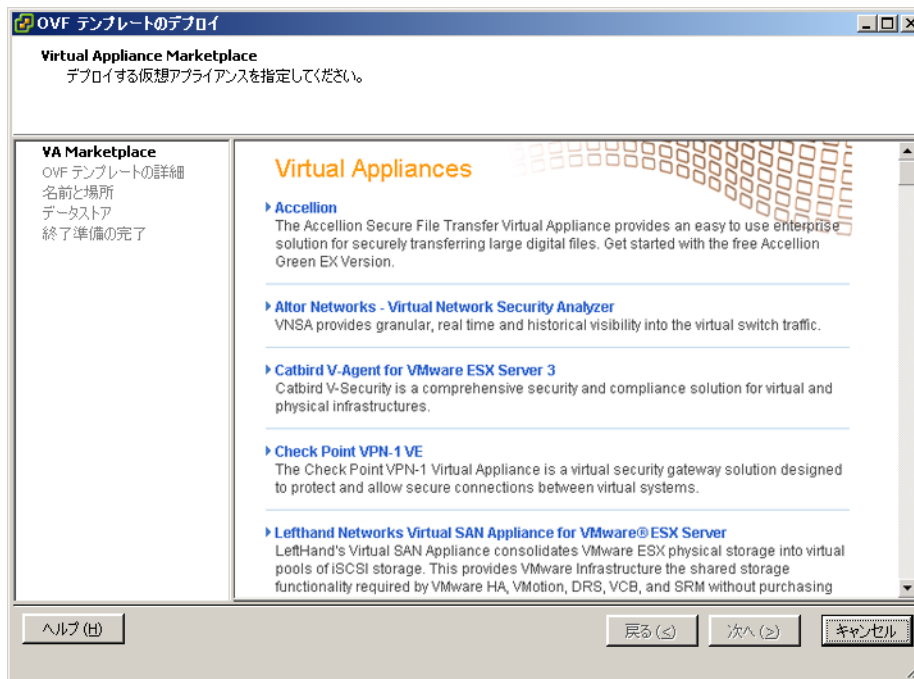 OVF テンプレートのデプロイ
Virtual Appliance Marketplace
デプロイする仮想アプライアンスを指定してください。
VA Marketplace
OVF テンプレートの詳細
名前と場所
データストア
終了準備の完了
Virtual Appliances
Accellion
The Accellion Secure File Transfer Virtual Appliance provides an easy to use enterprise
solution for securely transferring large digital files. Get started with the free Accellion
Green EX Version.
Altor Networks - Virtual Network Security Analyzer
VNSA provides granular, real time and historical visibility into the virtual switch traffic.
Catbird V-Agent for VMware ESX Server 3
Catbird V-Security is a comprehensive security and compliance solution for virtual and
physical infrastructures.
Check Point VPN-1 VE
The Check Point VPN-1 Virtual Appliance is a virtual security gateway solution designed
to protect and allow secure connections between virtual systems.
Lefthand Networks Virtual SAN Appliance for VMware® ESX Server
LeftHand's Virtual SAN Appliance consolidates VMware ESX physical storage into virtual
pools of iSCSI storage. This provides VMware Infrastructure the shared storage
functionality required by VMware HA, VMotion, DRS, VCB, and SRM without purchasing
ヘルプ(H)
戻る(≤)
次へ(≥)
キャンセル